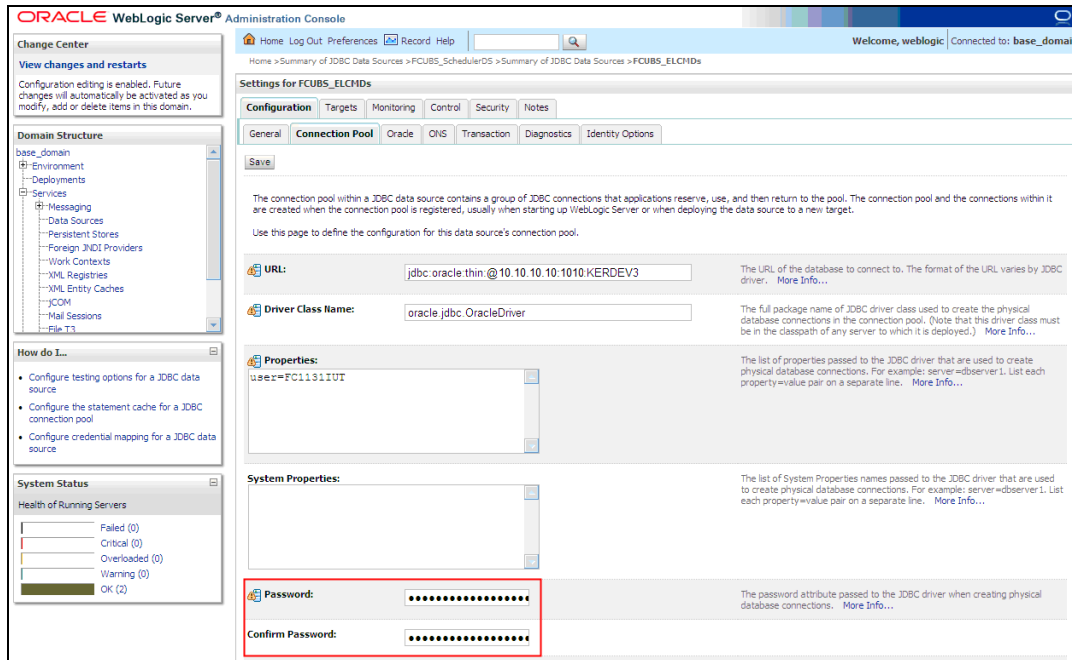 ORACLE WebLogic Server® Administration Console
Change Center
View changes and restarts
Configuration editing is enabled. Future
changes will automatically be activated as you
modify, add or delete items in this domain.
Domain Structure
base_domain
Environment
Deployments
Services
Messaging
Data Sources
Persistent Stores
Foreign JNDI Providers
Work Contexts
XML Registries
XML Entity Caches
jCOM
Mail Sessions
File T3
How do I...
• Configure testing options for a JDBC data
source
• Configure the statement cache for a JDBC
connection pool
• Configure credential mapping for a JDBC data
source
System Status
Health of Running Servers
Failed (0)
Critical (0)
Overloaded (0)
Warning (0)
OK (2)
Home Log Out Preferences Record Help
Welcome, weblogic Connected to: base_domai
Home >Summary of JDBC Data Sources >FCUBS_SchedulerDS >Summary of JDBC Data Sources >FCUBS_ELCMDs
Settings for FCUBS_ELCMDs
Configuration Targets Monitoring Control Security Notes
General Connection Pool Oracle ONS Transaction Diagnostics Identity Options
Save
The connection pool within a JDBC data source contains a group of JDBC connections that applications reserve, use, and then return to the pool. The connection pool and the connections within it
are created when the connection pool is registered, usually when starting up WebLogic Server or when deploying the data source to a new target.
Use this page to define the configuration for this data source's connection pool.
URL:
jdbc:oracle:thin:@10.10.10.10:1010:KERDEV3
The URL of the database to connect to. The format of the URL varies by JDBC
driver. More Info...
Driver Class Name:
oracle.jdbc.OracleDriver
The full package name of JDBC driver class used to create the physical
database connections in the connection pool. (Note that this driver class must
be in the classpath of any server to which it is deployed.) More Info...
Properties:
user=FC1131IUT
The list of properties passed to the JDBC driver that are used to create
physical database connections. For example: server=dbserver1. List each
property=value pair on a separate line. More Info...
System Properties:
The list of System Properties names passed to the JDBC driver that are used
to create physical database connections. For example: server=dbserver1. List
each property=value pair on a separate line. More Info...
Password:
The password attribute passed to the JDBC driver when creating physical
database connections. More Info...
Confirm Password: